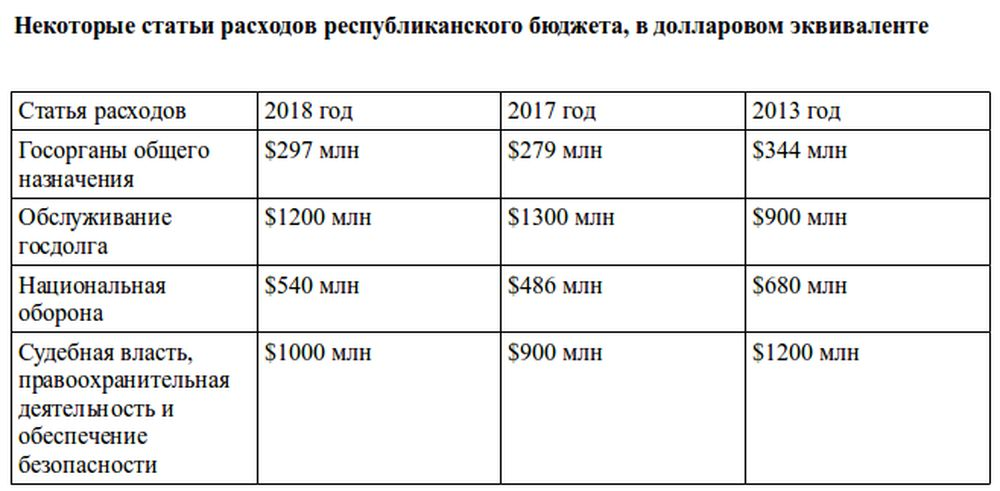 Некоторые статьи расходов республиканского бюджета, в долларовом эквиваленте
Статья расходов 2018 год 2017 год 2013 год
Госорганы общего $297 млн $279 млн $344 млн
назначения
Обслуживание $1200 млн $1300 млн $900 млн
госдолга
Национальная $540 млн $486 млн $680 млн
оборона
Судебная власть, $1000 млн $900 млн $1200 млн
правоохранительная
деятельность и
обеспечение
безопасности